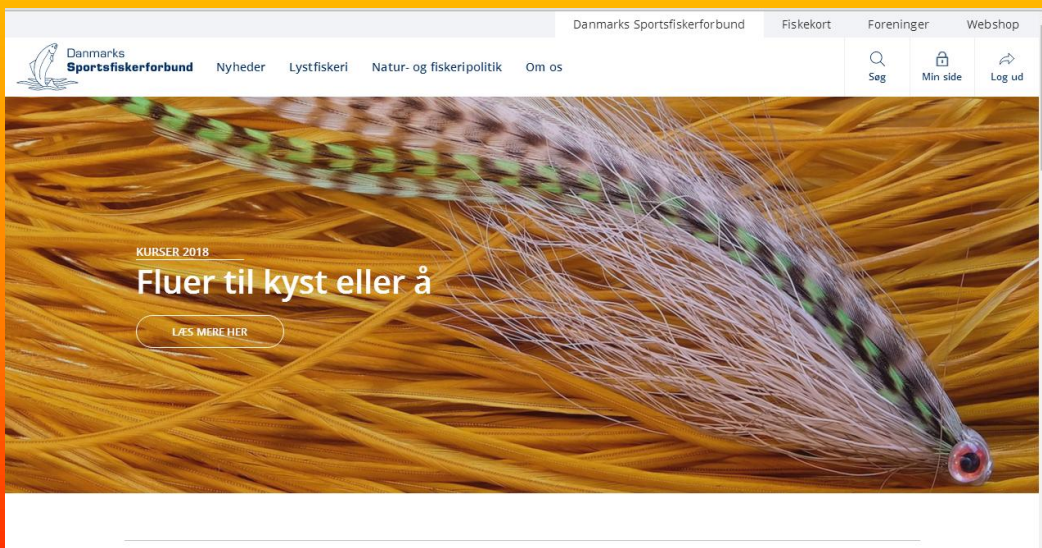 Danmarks Sportsfiskerforbund Fiskekort Foreninger Webshop
Danmarks
Sportsfiskerforbund
Nyheder Lystfiskeri Natur- og fiskeripolitik Om os
Søg Min side Log ud
KURSER 2018
Fluer til kyst eller å
LÆS MERE HER